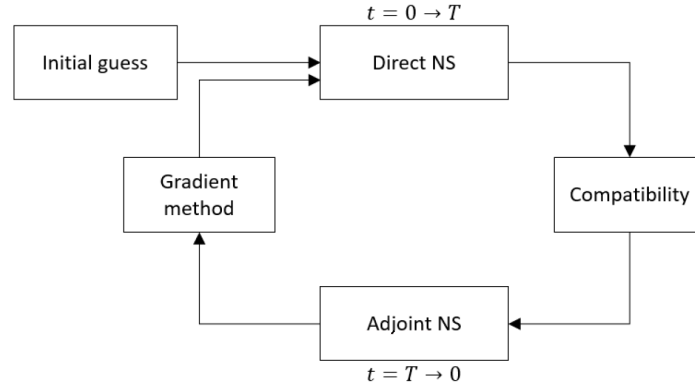 t = 0 → T
Initial guess
Direct NS
Gradient
method
Compatibility
Adjoint NS
t = T → 0